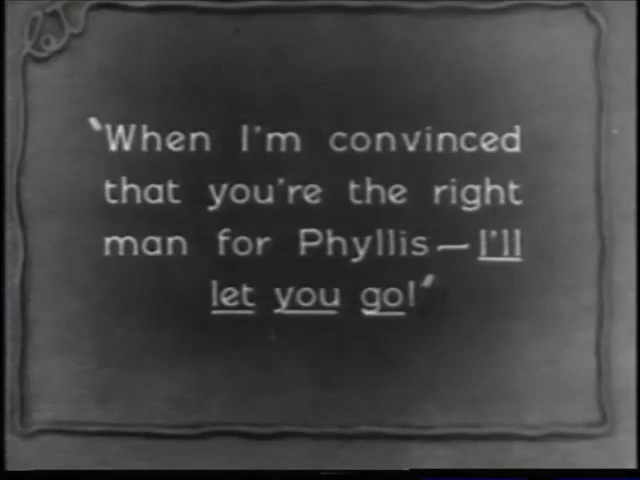 "When I'm convinced
that you're the right
man for Phyllis—I'll
let you go!"